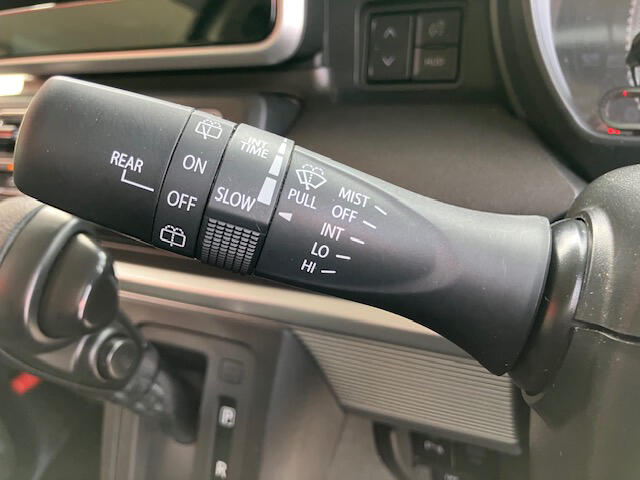 REAR
ON
OFF
INT
TIME
SLOW
PULL
MIST
OFF
INT
LO
HI
P
R